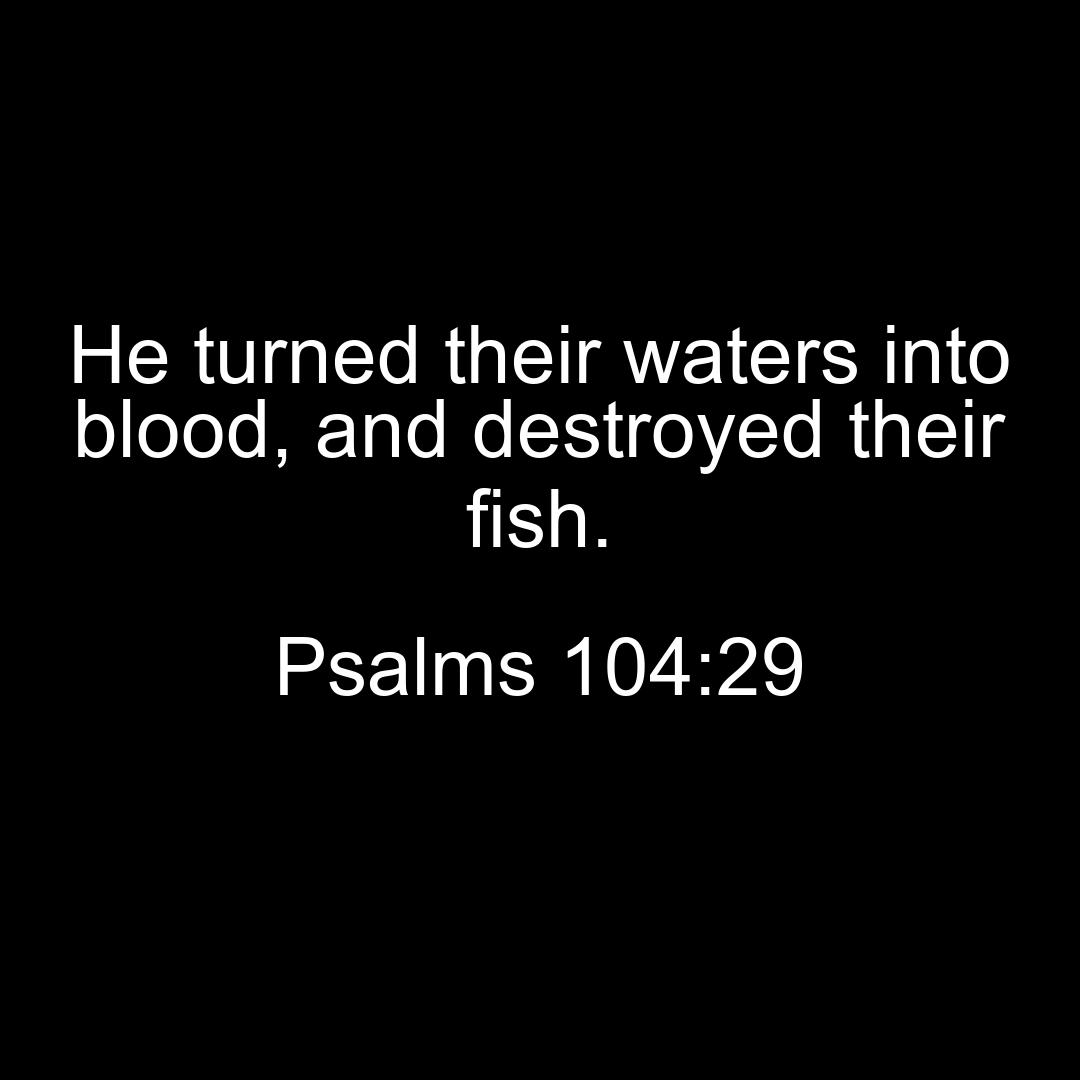 He turned their waters into
blood, and destroyed their
fish.
Psalms 104:29